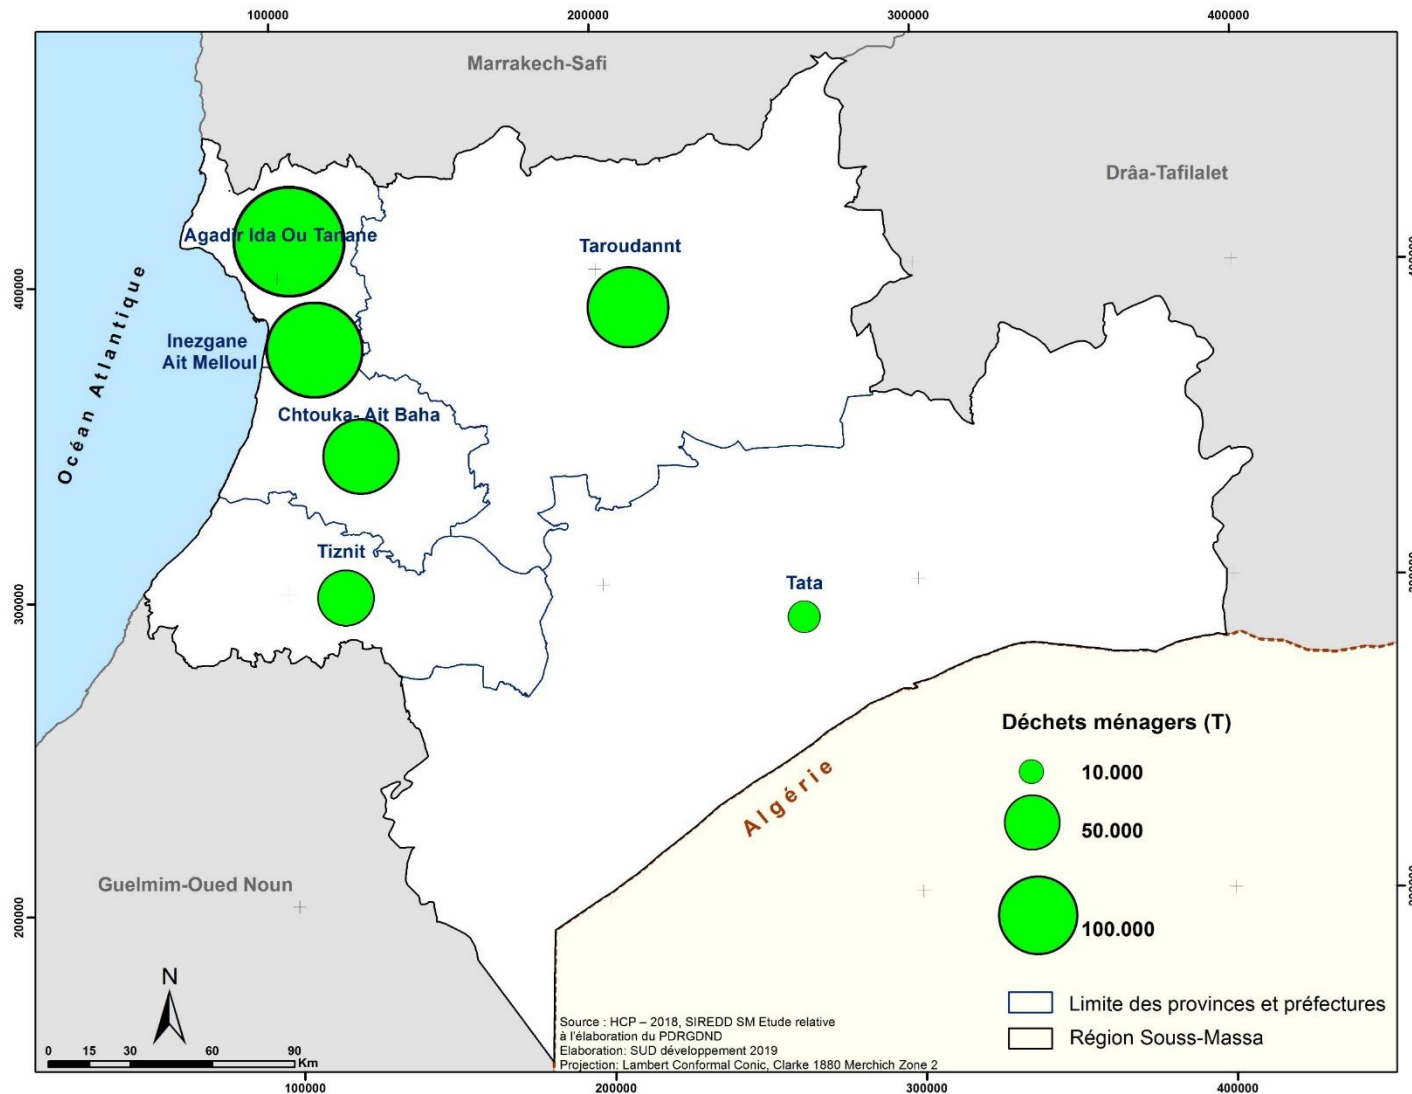 100000
200000
300000
400000
Marrakech-Safi
Drâa-Tafilalet
Agadir Ida Ou Tanane
Taroudannt
400000
400000
Océan Atlantique
Inezgane
Ait Melloul
Chtouka- Ait Baha
Tiznit
Tata
300000
Algérie
Déchets ménagers (T)
10.000
50.000
100.000
Guelmim-Oued Noun
200000
Limite des provinces et préfectures
Région Souss-Massa
N
0 15 30 60 90
Km
Source : HCP – 2018, SIREDD SM Etude relative
à l'élaboration du PDRGDND
Elaboration: SUD développement 2019
Projection: Lambert Conformal Conic, Clarke 1880 Merchich Zone 2
100000
200000
300000
400000